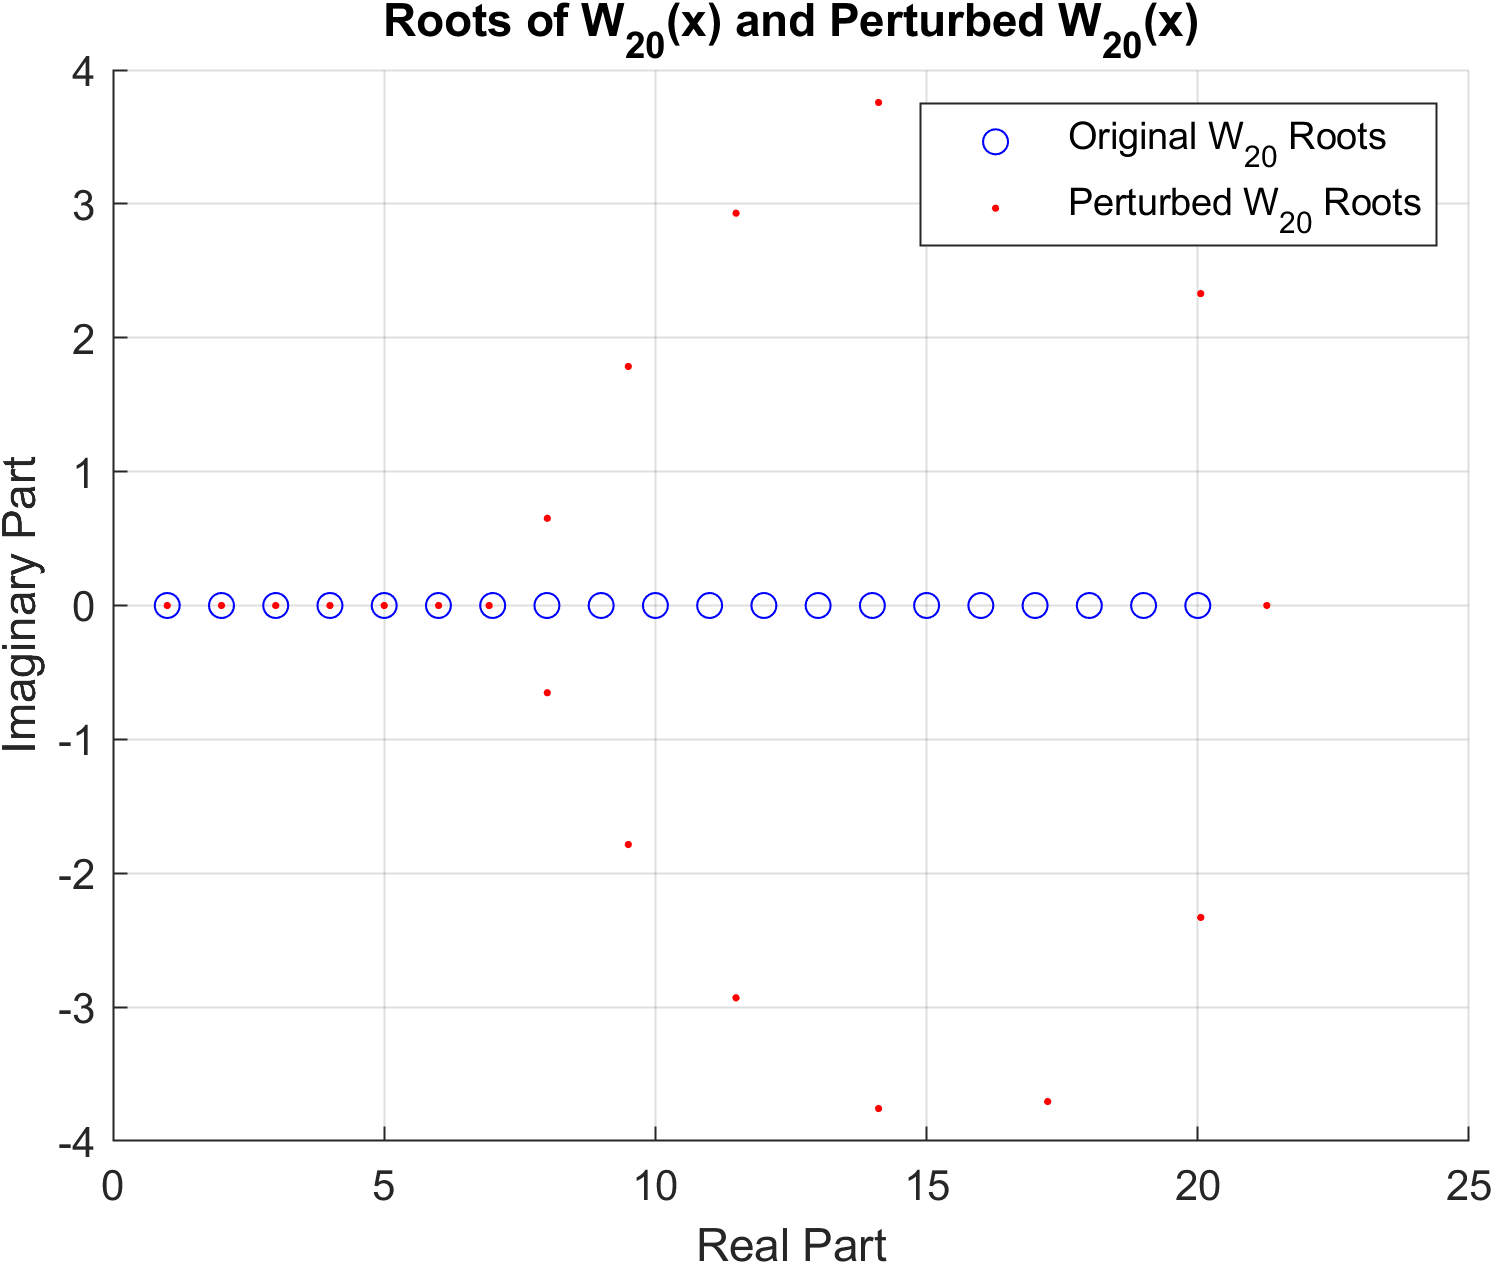 Roots of W20(x) and Perturbed W20(x)
Original W20 Roots
Perturbed W20 Roots
4
3
2
1
0
-1
-2
-3
-4
Imaginary Part
0 5 10 15 20 25
Real Part